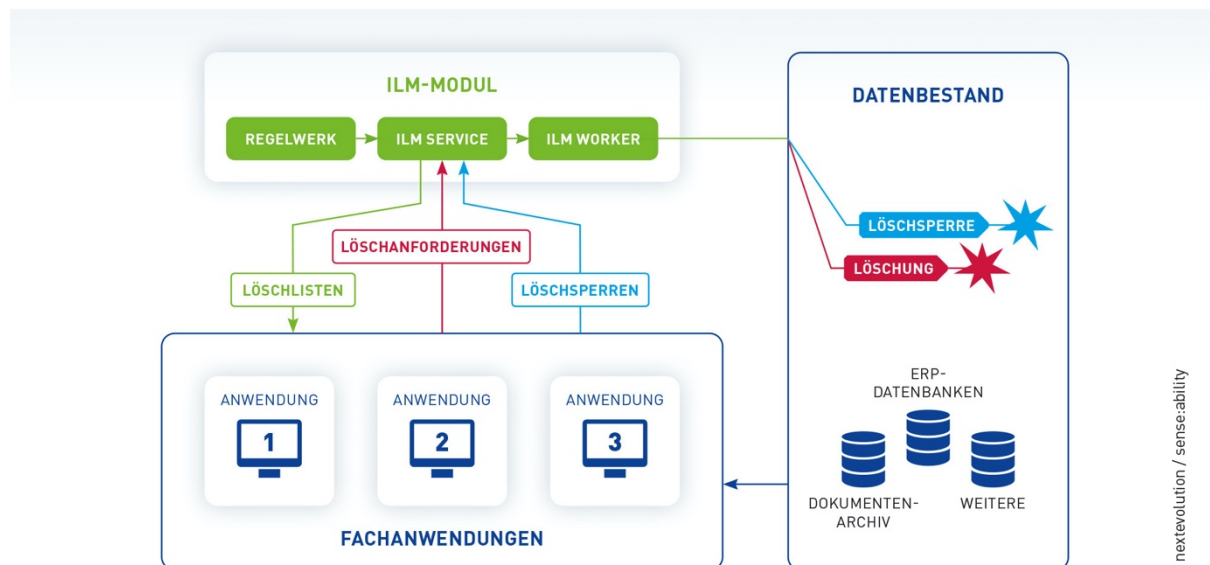 ILM-MODUL
REGELWERK
ILM SERVICE
ILM WORKER
LÖSCHANFORDERUNGEN
LÖSCHLISTEN
LÖSCHSPERREN
ANWENDUNG
1
ANWENDUNG
2
ANWENDUNG
3
FACHANWENDUNGEN
DATENBESTAND
LÖSCHSPERRE
LÖSCHUNG
ERP-
DATENBANKEN
DOKUMENTEN-
ARCHIV
WEITERE
nextevolution / sense:ability